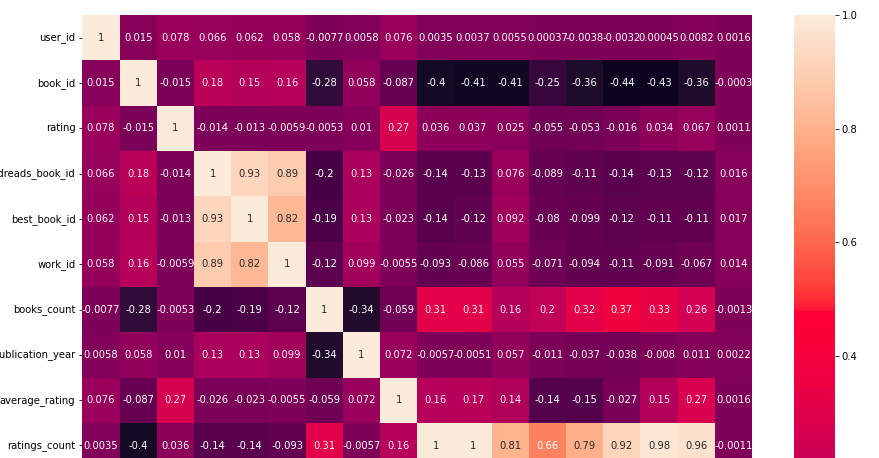 user_id 1 0.015 0.078 0.066 0.062 0.058 -0.0077 0.0058 0.076 0.0035 0.0037 0.0055 0.00037 -0.0038 -0.0032 0.00045 0.0082 0.0016
book_id 0.015 1 -0.015 0.18 0.15 0.16 -0.28 0.058 -0.087 -0.4 -0.41 -0.41 -0.25 -0.36 -0.44 -0.43 -0.36 -0.0003
rating 0.078 -0.015 1 -0.014 -0.013 -0.0059 -0.0053 0.01 0.27 0.036 0.037 0.025 -0.055 -0.053 -0.016 0.034 0.067 0.0011
dreads_book_id 0.066 0.18 -0.014 1 0.93 0.89 -0.2 0.13 -0.026 -0.14 -0.13 0.076 -0.089 -0.11 -0.14 -0.13 -0.12 0.016
best_book_id 0.062 0.15 -0.013 0.93 1 0.82 -0.19 0.13 -0.023 -0.14 -0.12 0.092 -0.08 -0.099 -0.12 -0.11 -0.11 0.017
work_id 0.058 0.16 -0.0059 0.89 0.82 1 -0.12 0.099 -0.0055 -0.093 -0.086 0.055 -0.071 -0.094 -0.11 -0.091 -0.067 0.014
books_count -0.0077 -0.28 -0.0053 -0.2 -0.19 -0.12 1 -0.34 -0.059 0.31 0.31 0.16 0.2 0.32 0.37 0.33 0.26 -0.0013
ublication_year 0.0058 0.058 0.01 0.13 0.13 0.099 -0.34 1 0.072 -0.0057 -0.0051 0.057 -0.011 -0.037 -0.038 -0.008 0.011 0.0022
average_rating 0.076 -0.087 0.27 -0.026 -0.023 -0.0055 -0.059 0.072 1 0.16 0.17 0.14 -0.14 -0.15 -0.027 0.15 0.27 0.0016
ratings_count 0.0035 -0.4 0.036 -0.14 -0.14 -0.093 0.31 -0.0057 0.16 1 1 0.81 0.66 0.79 0.92 0.98 0.96 -0.0011
1.0
0.8
0.6
0.4